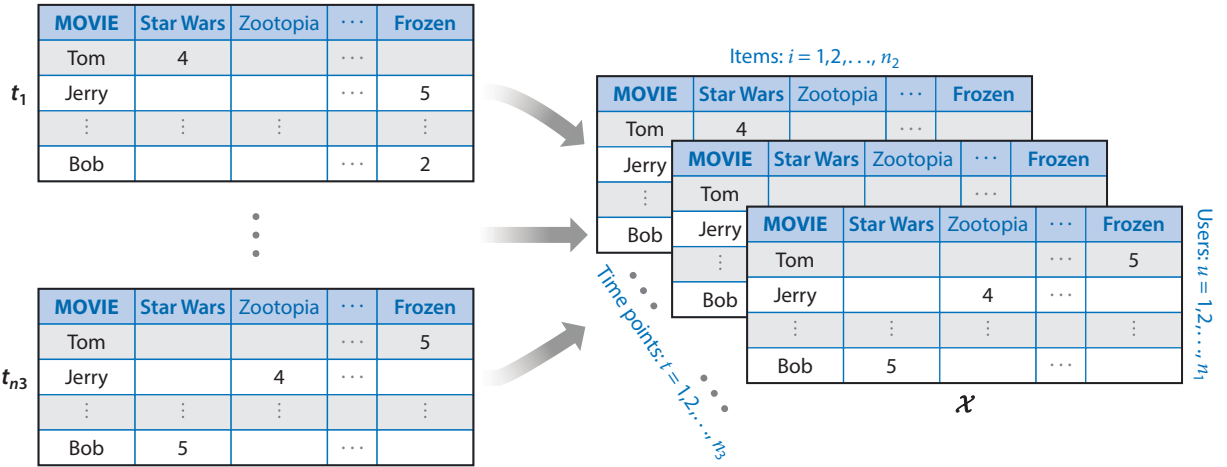 MOVIE Star Wars Zootopia ··· Frozen
Tom 4 ···
t1
Jerry ··· 5
⋮ ⋮ ⋮ ⋮
Bob ··· 2
MOVIE Star Wars Zootopia ··· Frozen
Tom ··· 5
tn3
Jerry 4 ···
⋮ ⋮ ⋮ ⋮
Bob 5 ···
Items: i = 1,2,. . ., n2
MOVIE Star Wars Zootopia ··· Frozen
Tom 4 ···
Jerry
⋮
Bob
MOVIE Star Wars Zootopia ··· Frozen
Tom ···
Jerry
⋮
Bob
MOVIE Star Wars Zootopia ··· Frozen
Tom ··· 5
Jerry 4 ···
⋮ ⋮ ⋮ ⋮
Bob 5 ···
Users: u = 1,2,. . ., n1
Time points: t = 1,2,. . ., n3
𝒳